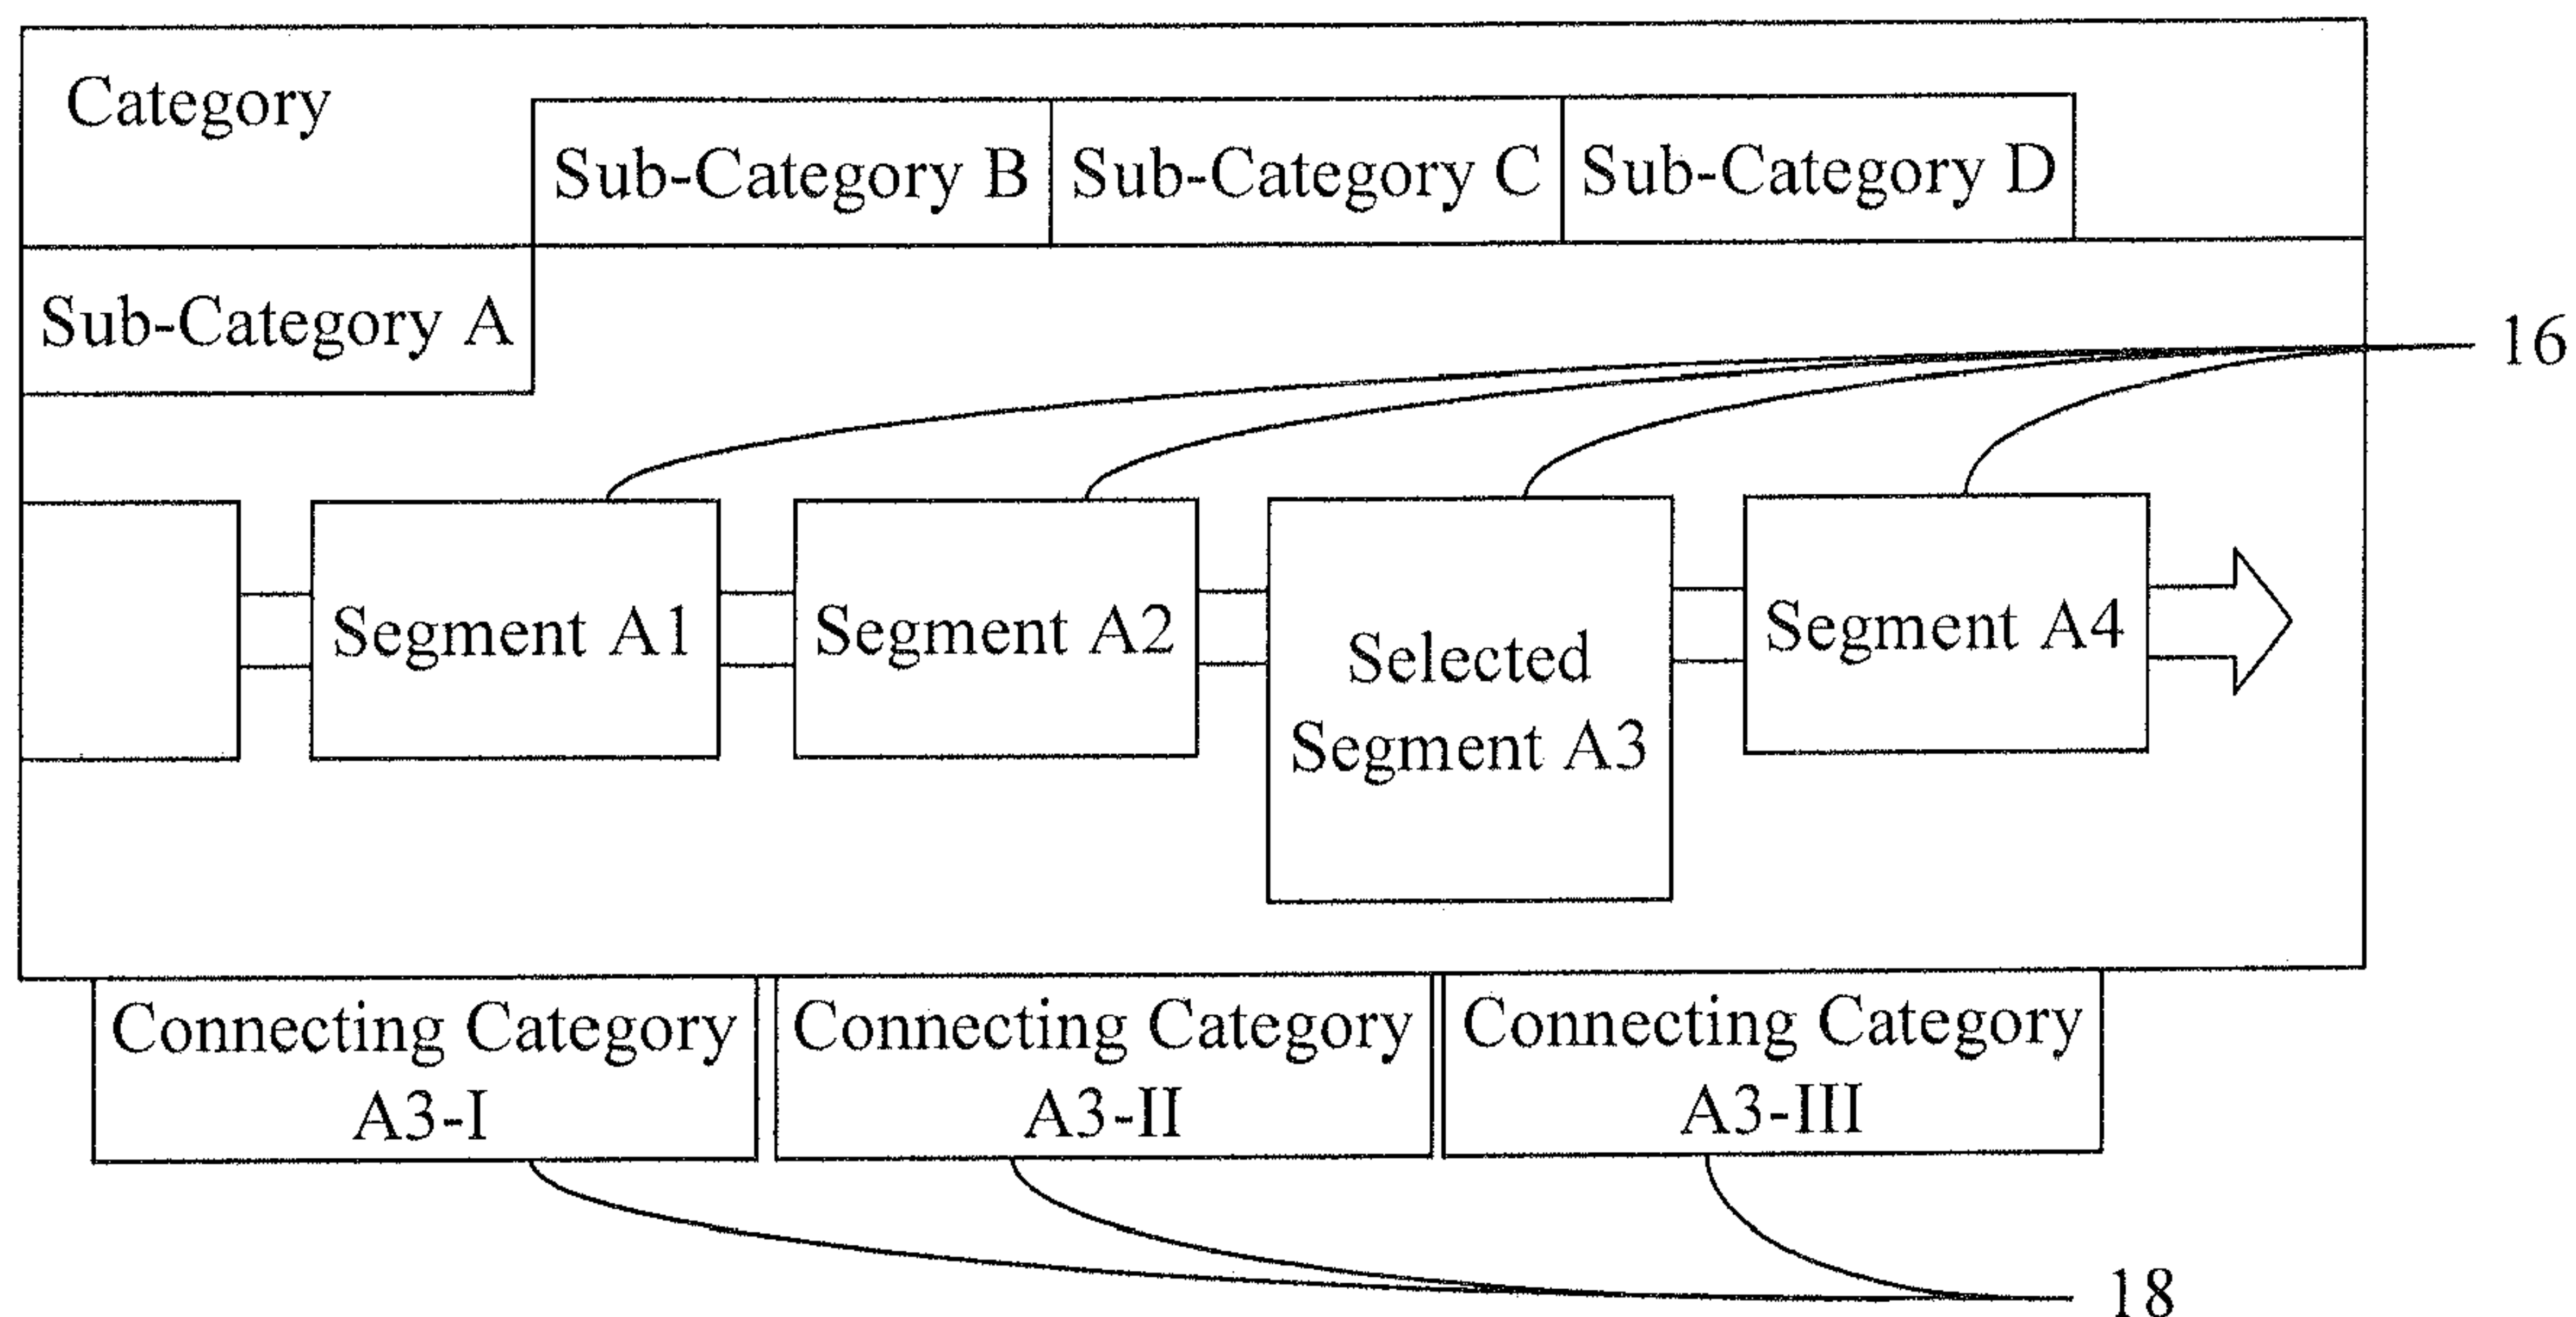 Category
Sub-Category B
Sub-Category C
Sub-Category D
Sub-Category A
16
Segment A1
Segment A2
Selected
Segment A3
Segment A4
Connecting Category
A3-I
Connecting Category
A3-II
Connecting Category
A3-III
18